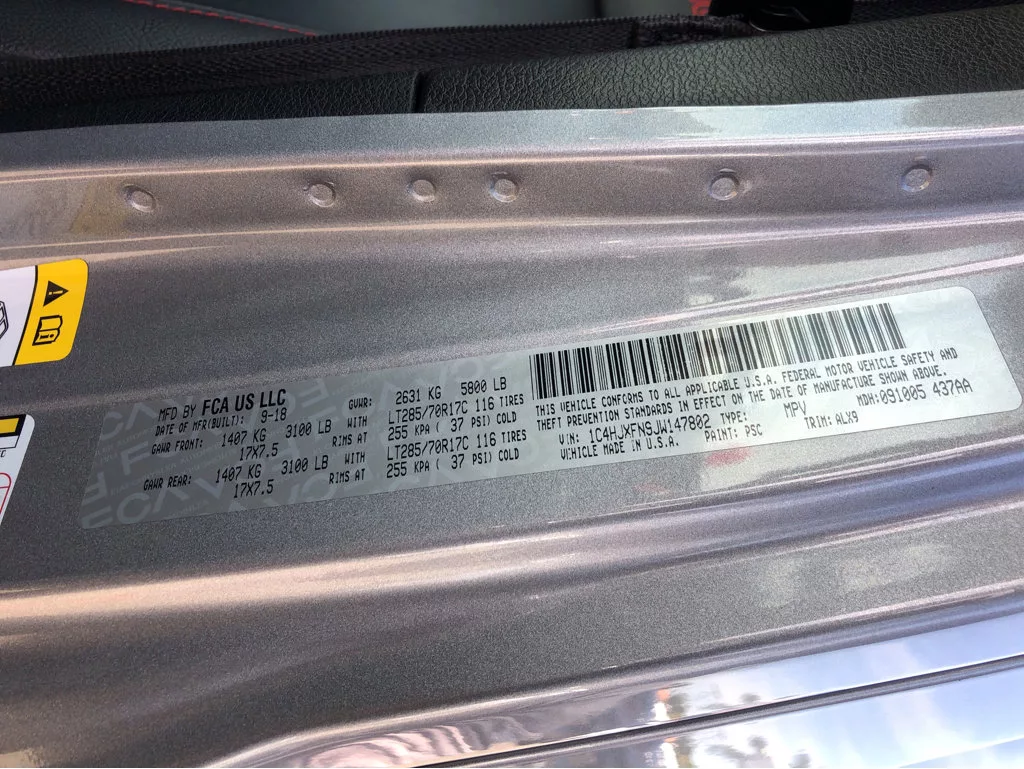 MFD BY FCA US LLC GVWR: 2631 KG 5800 LB
DATE OF MFR(BUILT): 9-18
GAWR FRONT: 1407 KG 3100 LB WITH LT285/70R17C 116 TIRES
17X7.5 RIMS AT 255 KPA ( 37 PSI) COLD
GAWR REAR: 1407 KG 3100 LB WITH LT285/70R17C 116 TIRES
17X7.5 RIMS AT 255 KPA ( 37 PSI) COLD
THIS VEHICLE CONFORMS TO ALL APPLICABLE U.S.A. FEDERAL MOTOR VEHICLE SAFETY AND
THEFT PREVENTION STANDARDS IN EFFECT ON THE DATE OF MANUFACTURE SHOWN ABOVE.
VIN: 1C4HJXFN9JW147802 TYPE: MPV MDH: 091005 437AA
VEHICLE MADE IN U.S.A. PAINT: PSC TRIM: ALX9